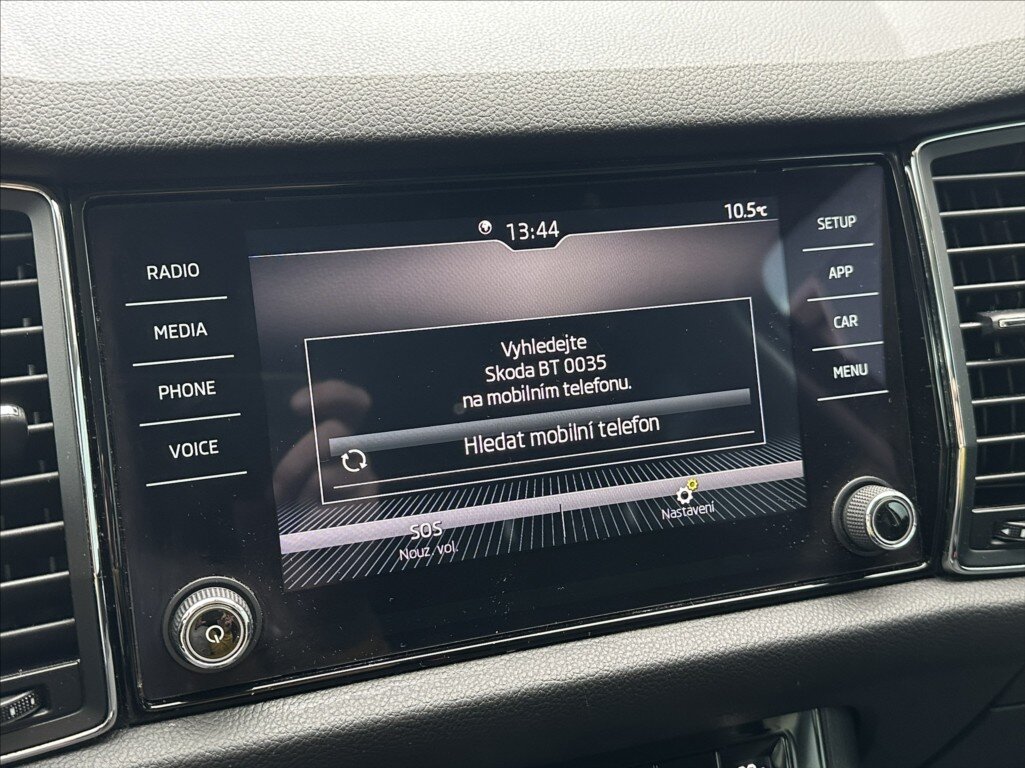 13:44
10.5°C
RADIO
MEDIA
PHONE
VOICE
Vyhledejte
Skoda BT 0035
na mobilním telefonu.
Hledat mobilní telefon
SOS
Nouz. vol.
Nastavení
SETUP
APP
CAR
MENU